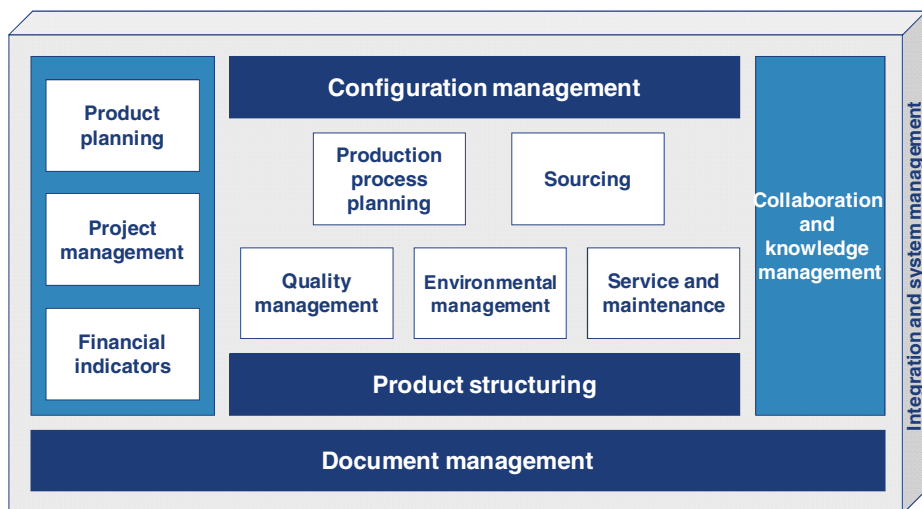 Configuration management
Product
planning
Production
process
planning
Sourcing
Project
management
Collaboration
and
knowledge
management
Quality
management
Environmental
management
Service and
maintenance
Financial
indicators
Product structuring
Document management
Integration and system management